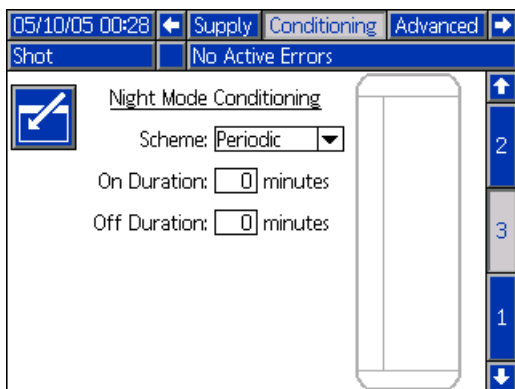 05/10/05 00:28 Supply Conditioning Advanced
Shot No Active Errors
Night Mode Conditioning
Scheme: Periodic
On Duration: 0 minutes
Off Duration: 0 minutes
2
3
1